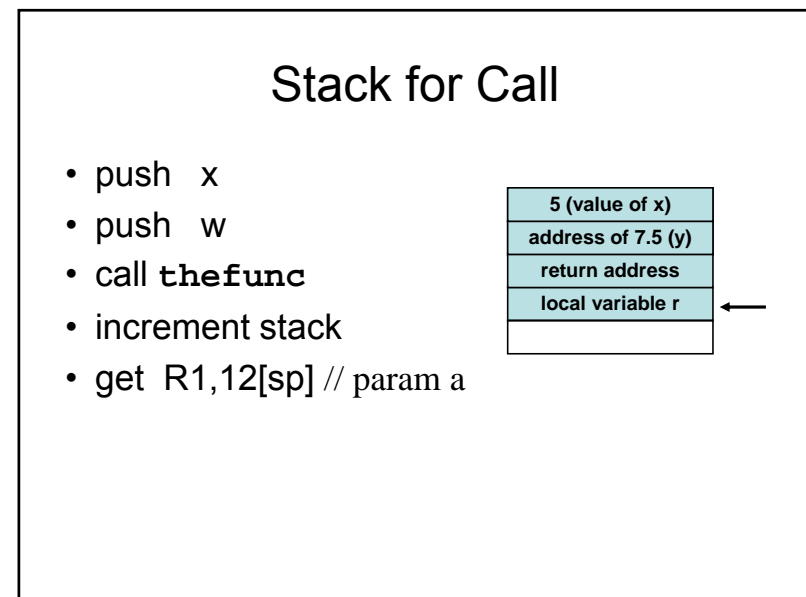 Stack for Call
• push x
• push w
• call thefunc
• increment stack
• get R1,12[sp] // param a
5 (value of x)
address of 7.5 (y)
return address
local variable r